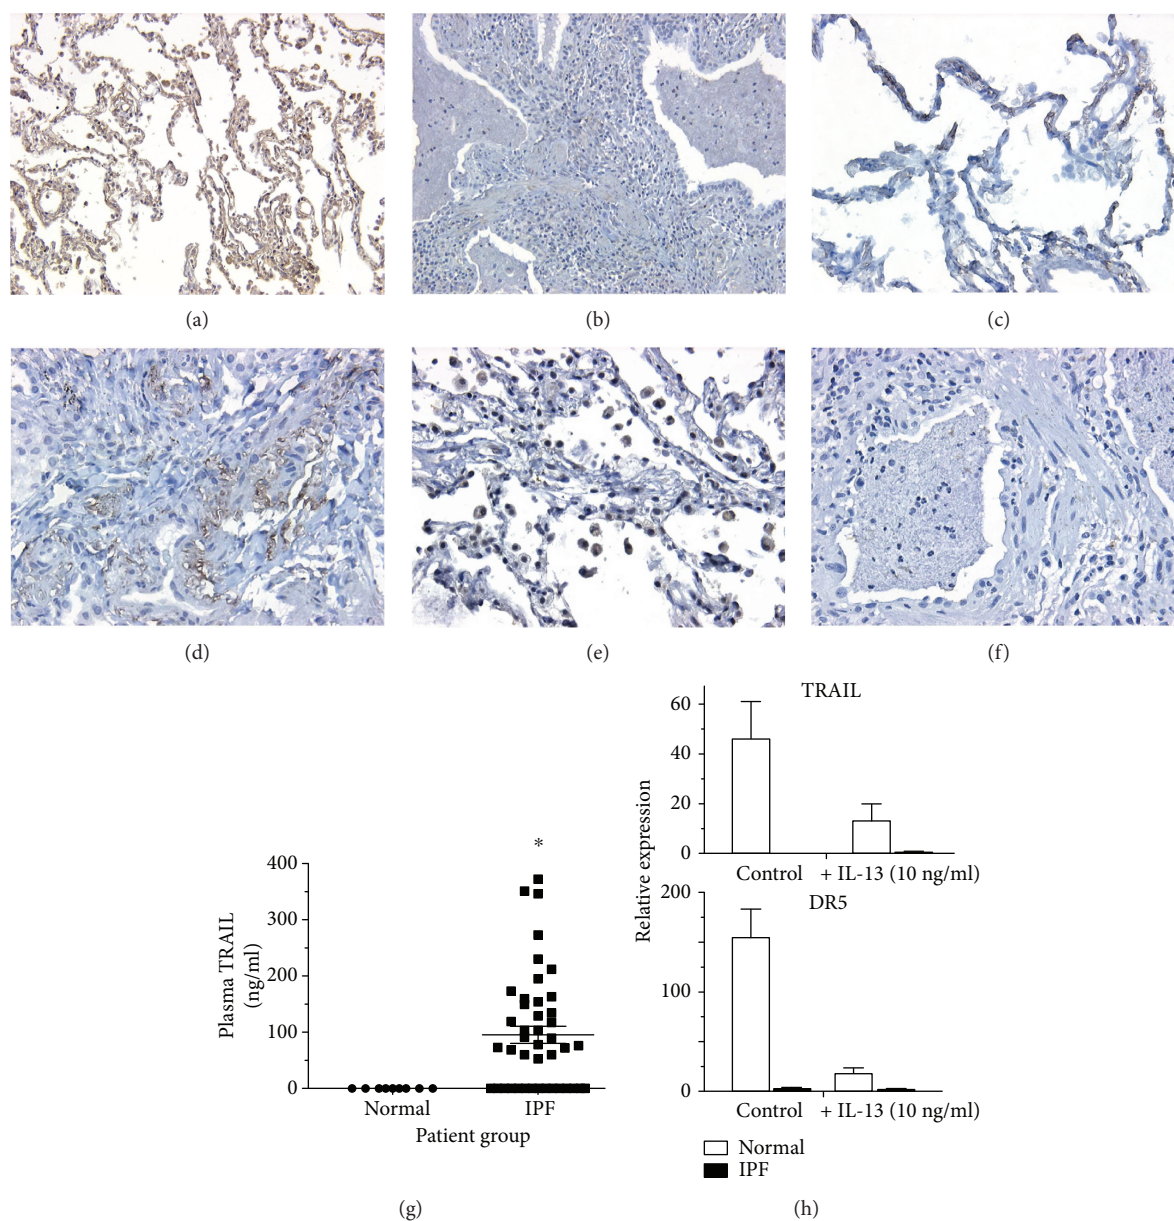 (a)
(b)
(c)
(d)
(e)
(f)
Plasma TRAIL
(ng/ml)
400
300
200
100
0
*
Normal
IPF
Patient group
(g)
Relative expression
TRAIL
60
40
20
0
Control
+ IL-13 (10 ng/ml)
DR5
200
100
0
Control
+ IL-13 (10 ng/ml)
Normal
IPF
(h)